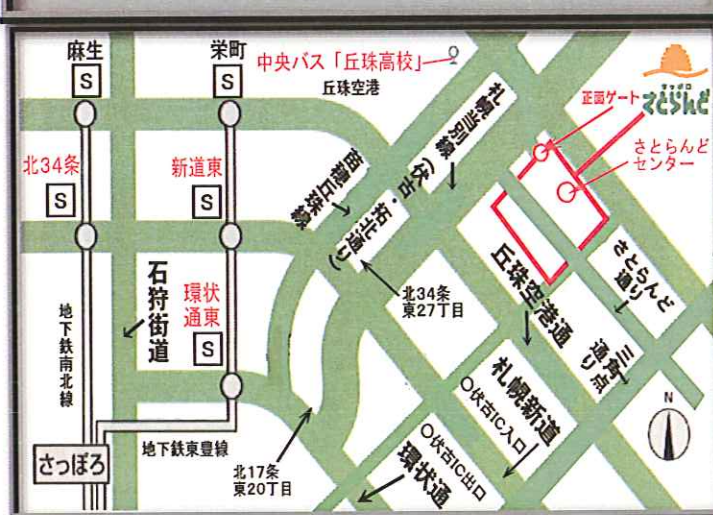 麻生
S
栄町
S
中央バス「丘珠高校」
丘珠空港
札幌当別線
(伏古・拓北通り)
苗穂丘珠線
正面ゲート
サッポロ
さとらんど
さとらんど
センター
北34条
S
新道東
S
石狩街道
環状
通東
S
地下鉄南北線
北34条
東27丁目
丘珠空港通
さとらんど
通り
三角点
通り
札幌新道
伏古IC入口
伏古IC出口
環状通
N
さっぽろ
地下鉄東豊線
北17条
東20丁目